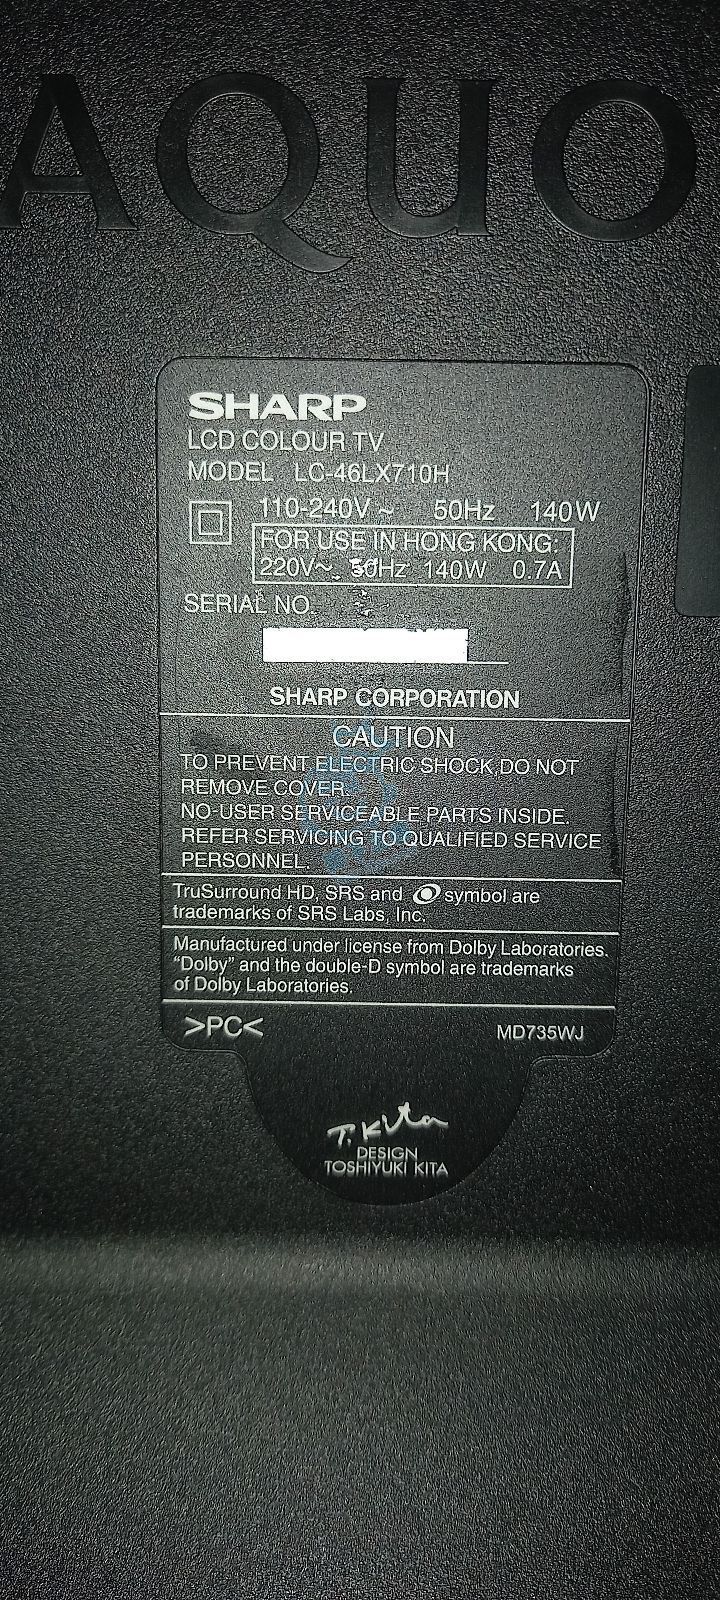 AQUO
SHARP
LCD COLOUR TV
MODEL LC-46LX710H
110-240V ~ 50Hz 140W
FOR USE IN HONG KONG:
220V~ 50Hz 140W 0.7A
SERIAL NO.
SHARP CORPORATION
CAUTION
TO PREVENT ELECTRIC SHOCK,DO NOT
REMOVE COVER.
NO-USER SERVICEABLE PARTS INSIDE.
REFER SERVICING TO QUALIFIED SERVICE
PERSONNEL.
TruSurround HD, SRS and symbol are
trademarks of SRS Labs, Inc.
Manufactured under license from Dolby Laboratories.
“Dolby” and the double-D symbol are trademarks
of Dolby Laboratories.
>PC< MD735WJ
T. Kita
DESIGN
TOSHIYUKI KITA